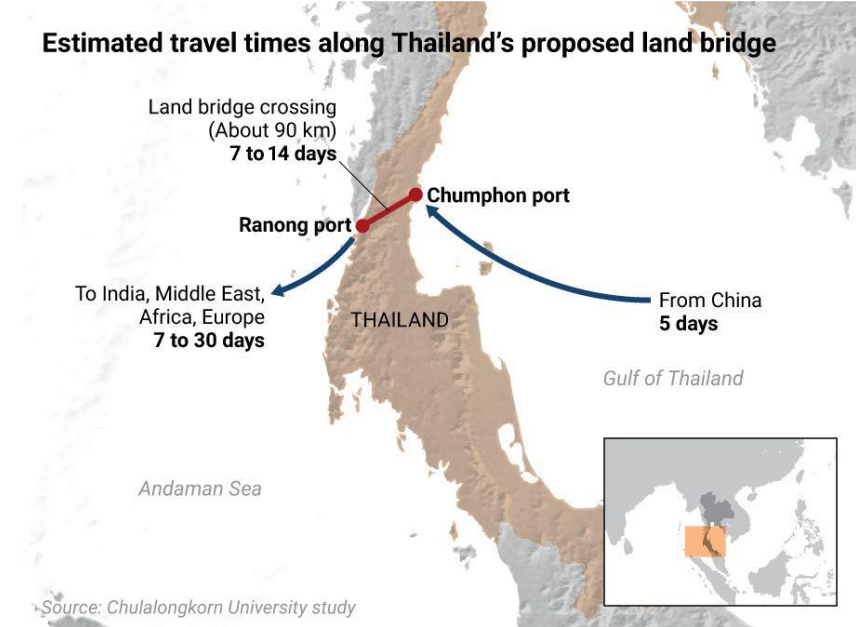 Estimated travel times along Thailand's proposed land bridge
Land bridge crossing
(About 90 km)
7 to 14 days
Chumphon port
Ranong port
To India, Middle East,
Africa, Europe
7 to 30 days
THAILAND
From China
5 days
Gulf of Thailand
Andaman Sea
Source: Chulalongkorn University study